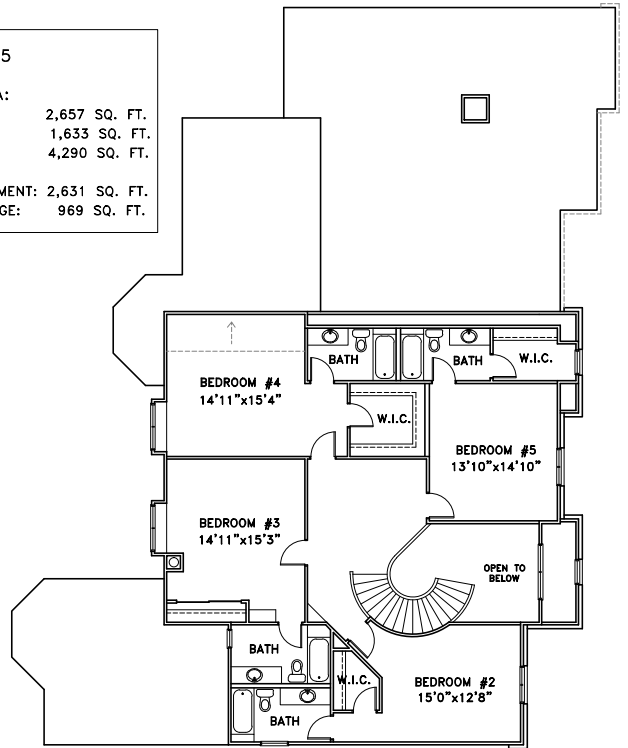 5
A:
2,657 SQ. FT.
1,633 SQ. FT.
4,290 SQ. FT.
MENT: 2,631 SQ. FT.
GE: 969 SQ. FT.
BATH
BATH
W.I.C.
BEDROOM #4
14'11"x15'4"
W.I.C.
BEDROOM #5
13'10"x14'10"
BEDROOM #3
14'11"x15'3"
OPEN TO
BELOW
BATH
W.I.C.
BEDROOM #2
15'0"x12'8"
BATH